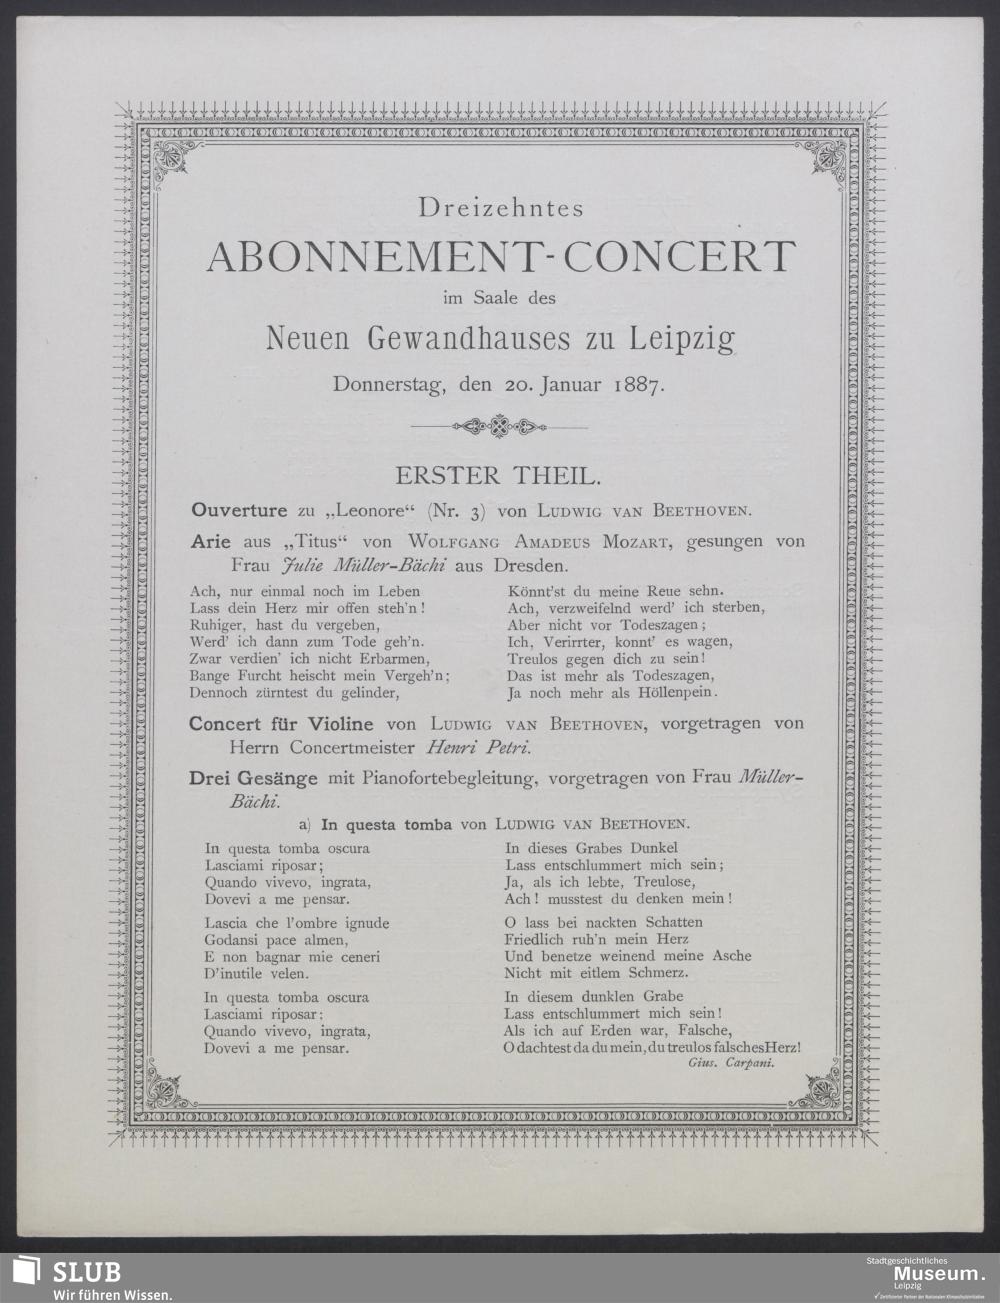 Dreizehntes
ABONNEMENT-CONCERT
im Saale des
Neuen Gewandhauses zu Leipzig
Donnerstag, den 20. Januar 1887.
ERSTER THEIL.
Ouverture zu „Leonore“ (Nr. 3) von LUDWIG VAN BEETHOVEN.
Arie aus „Titus“ von WOLFGANG AMADEUS MOZART, gesungen von
Frau Julie Müller-Bächi aus Dresden.
Ach, nur einmal noch im Leben
Lass dein Herz mir offen steh'n!
Ruhiger, hast du vergeben,
Werd' ich dann zum Tode geh'n.
Zwar verdien' ich nicht Erbarmen,
Bange Furcht heischt mein Vergeh'n;
Dennoch zürntest du gelinder,
Könnt'st du meine Reue sehn.
Ach, verzweifelnd werd' ich sterben,
Aber nicht vor Todeszagen;
Ich, Verirrter, konnt' es wagen,
Treulos gegen dich zu sein!
Das ist mehr als Todeszagen,
Ja noch mehr als Höllenpein.
Concert für Violine von LUDWIG VAN BEETHOVEN, vorgetragen von
Herrn Concertmeister Henri Petri.
Drei Gesänge mit Pianofortebegleitung, vorgetragen von Frau Müller-
Bächi.
a) In questa tomba von LUDWIG VAN BEETHOVEN.
In questa tomba oscura
Lasciami riposar;
Quando vivevo, ingrata,
Dovevi a me pensar.
Lascia che l'ombre ignude
Godansi pace almen,
E non bagnar mie ceneri
D'inutile velen.
In questa tomba oscura
Lasciami riposar;
Quando vivevo, ingrata,
Dovevi a me pensar.
In dieses Grabes Dunkel
Lass entschlummert mich sein;
Ja, als ich lebte, Treulose,
Ach! musstest du denken mein!
O lass bei nackten Schatten
Friedlich ruh'n mein Herz
Und benetze weinend meine Asche
Nicht mit eitlem Schmerz.
In diesem dunklen Grabe
Lass entschlummert mich sein!
Als ich auf Erden war, Falsche,
O dachtest da du mein, du treulos falsches Herz!
Gius. Carpani.
SLUB
Wir führen Wissen.
Stadtgeschichtliches
Museum.
Leipzig
Zertifizierter Partner der Nationalen Klimaschutzinitiative